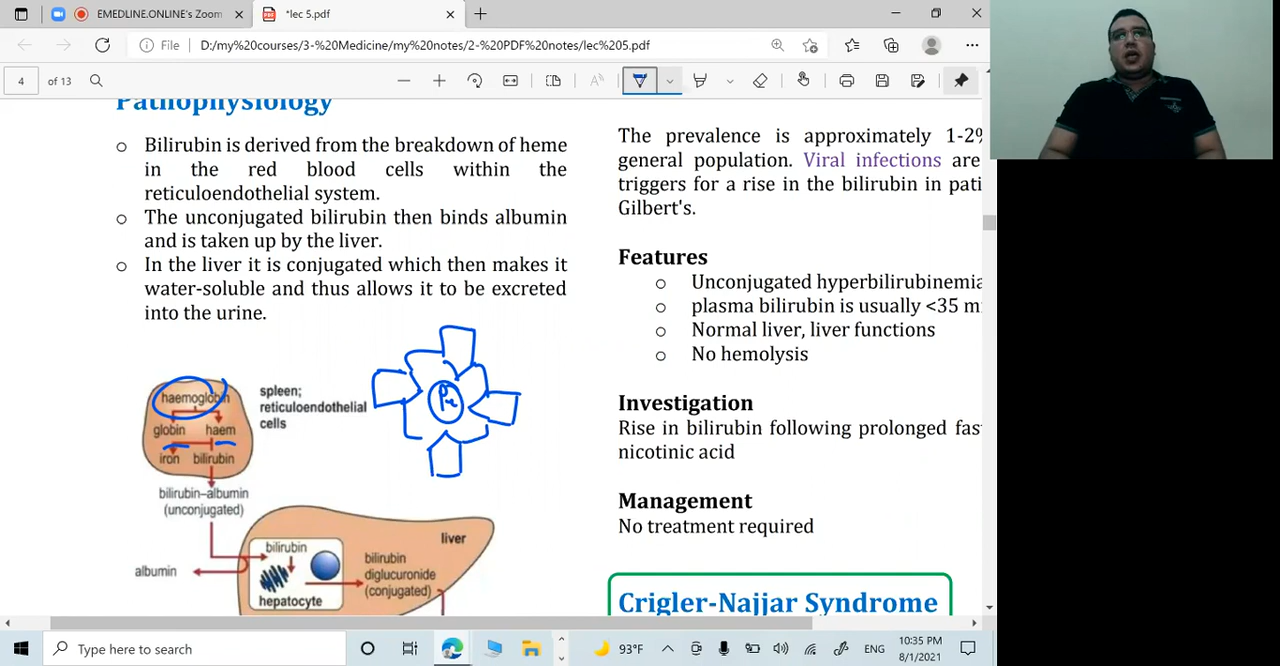 EMEDLINE.ONLINE's Zoom
*lec 5.pdf
File
D:/my%20courses/3-%20Medicine/my%20notes/2-%20PDF%20notes/lec%205.pdf
4 of 13
Pathophysiology
Bilirubin is derived from the breakdown of heme
in the red blood cells within the
reticuloendothelial system.
The unconjugated bilirubin then binds albumin
and is taken up by the liver.
In the liver it is conjugated which then makes it
water-soluble and thus allows it to be excreted
into the urine.
haemoglobin
globin haem
iron bilirubin
spleen;
reticuloendothelial
cells
bilirubin–albumin
(unconjugated)
albumin
bilirubin
hepatocyte
liver
bilirubin
diglucuronide
(conjugated)
The prevalence is approximately 1-2%
general population. Viral infections are
triggers for a rise in the bilirubin in pati
Gilbert's.
Features
Unconjugated hyperbilirubinemia
plasma bilirubin is usually <35 m
Normal liver, liver functions
No hemolysis
Investigation
Rise in bilirubin following prolonged fas
nicotinic acid
Management
No treatment required
Crigler-Najjar Syndrome
Type here to search
93°F
ENG
10:35 PM
8/1/2021